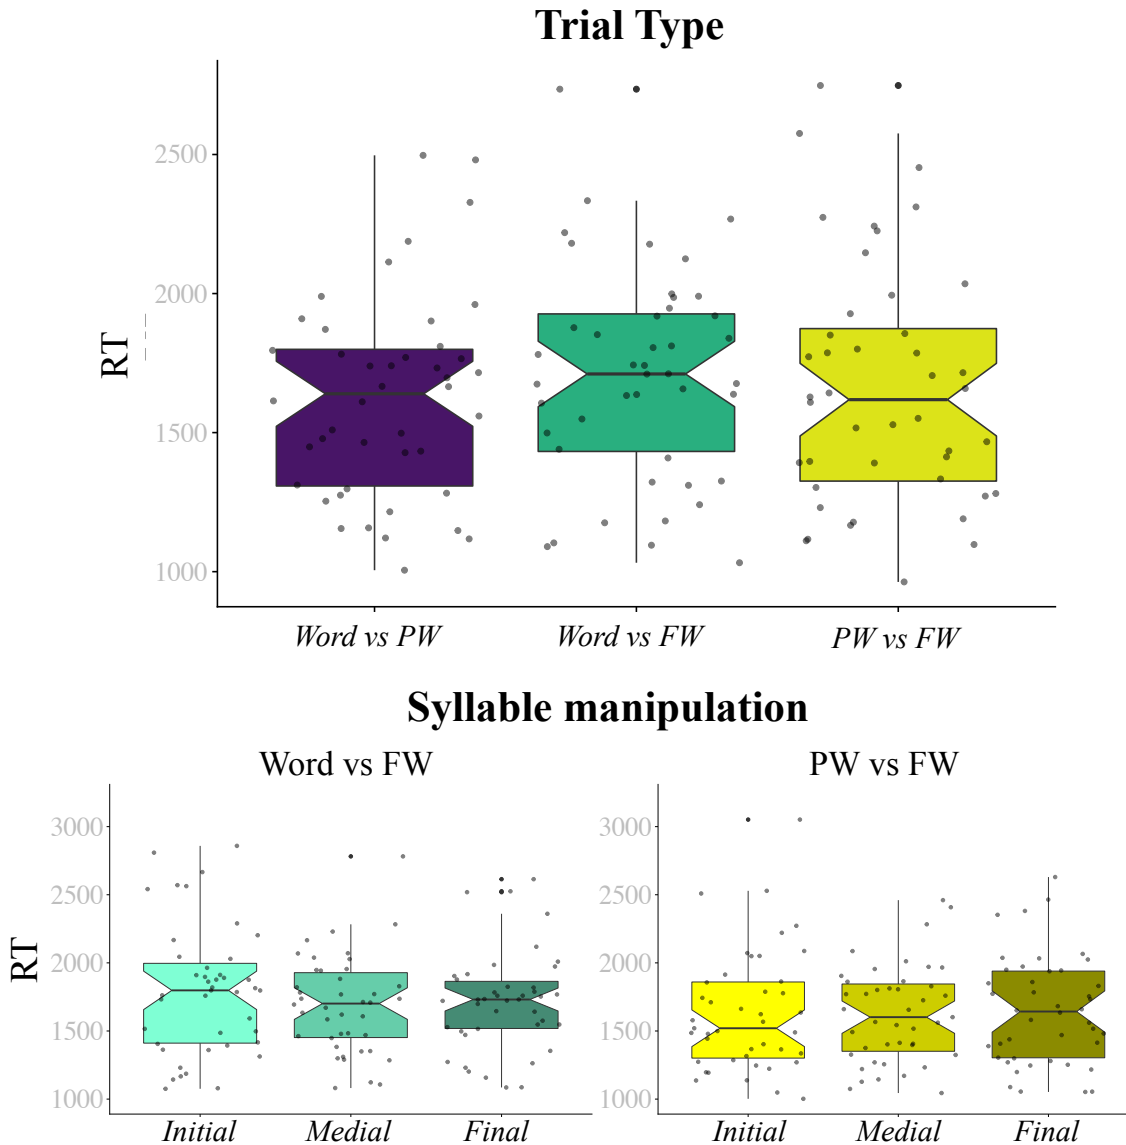 Trial Type
2500
2000
1500
1000
RT
Word vs PW
Word vs FW
PW vs FW
Syllable manipulation
Word vs FW
PW vs FW
3000
2500
2000
1500
1000
RT
Initial
Medial
Final
3000
2500
2000
1500
1000
Initial
Medial
Final